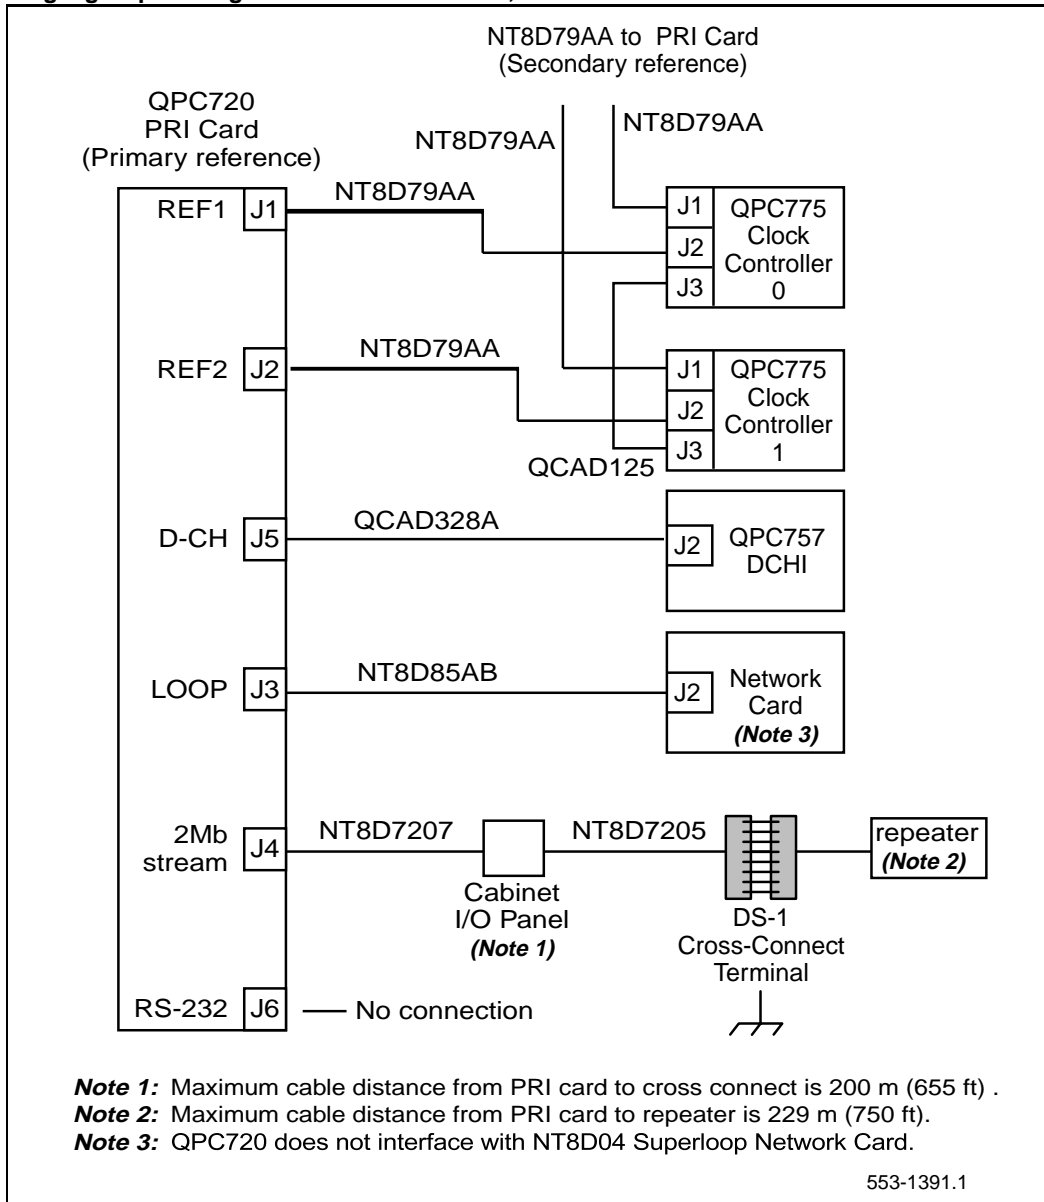 NT8D79AA to PRI Card
(Secondary reference)
QPC720
PRI Card
(Primary reference)
NT8D79AA
NT8D79AA
REF1 J1
NT8D79AA
J1
J2
J3
QPC775
Clock
Controller
0
REF2 J2
NT8D79AA
J1
J2
J3
QPC775
Clock
Controller
1
QCAD125
D-CH J5
QCAD328A
J2
QPC757
DCHI
LOOP J3
NT8D85AB
J2
Network
Card
(Note 3)
2Mb
stream
J4
NT8D7207
Cabinet
I/O Panel
(Note 1)
NT8D7205
DS-1
Cross-Connect
Terminal
repeater
(Note 2)
RS-232 J6
No connection
Note 1: Maximum cable distance from PRI card to cross connect is 200 m (655 ft) .
Note 2: Maximum cable distance from PRI card to repeater is 229 m (750 ft).
Note 3: QPC720 does not interface with NT8D04 Superloop Network Card.
553-1391.1